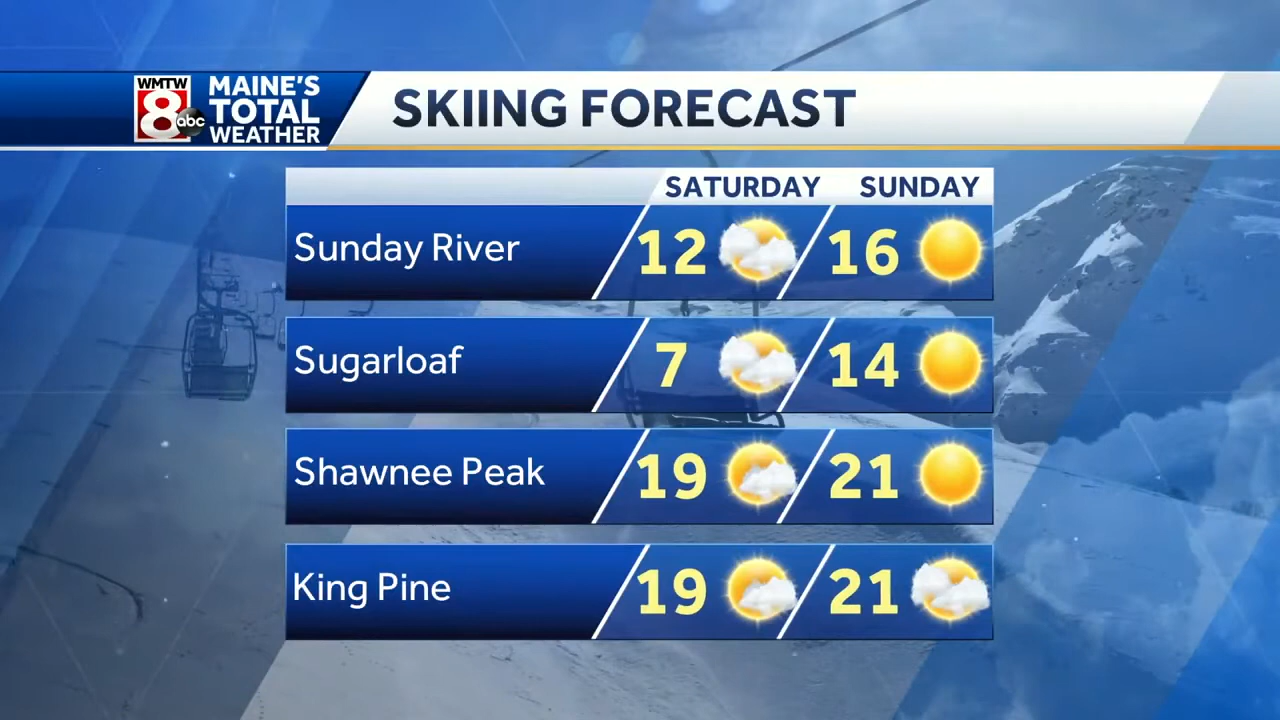 WMTW
8
abc
MAINE'S
TOTAL
WEATHER
SKIING FORECAST
SATURDAY SUNDAY
Sunday River 12 16
Sugarloaf 7 14
Shawnee Peak 19 21
King Pine 19 21